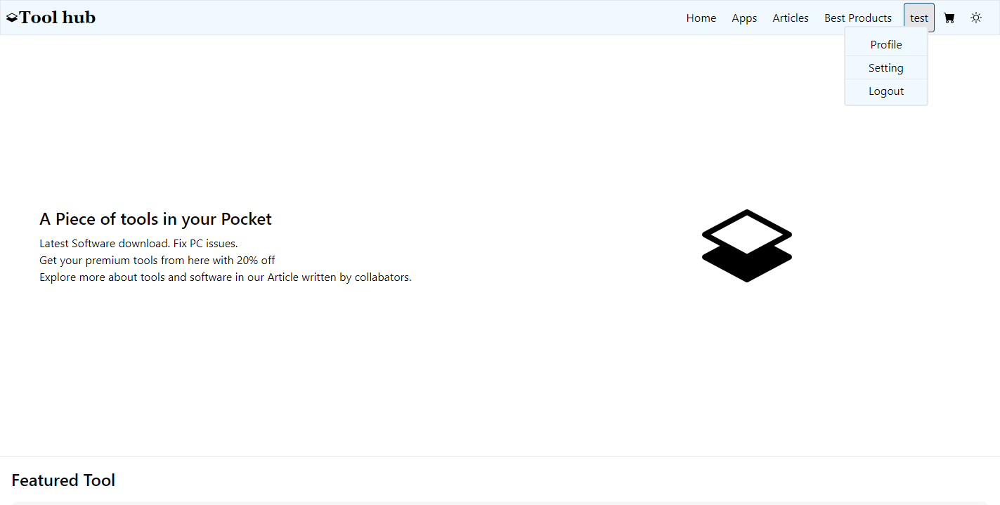 Tool hub
Home Apps Articles Best Products test
Profile
Setting
Logout
A Piece of tools in your Pocket
Latest Software download. Fix PC issues.
Get your premium tools from here with 20% off
Explore more about tools and software in our Article written by collabators.
Featured Tool